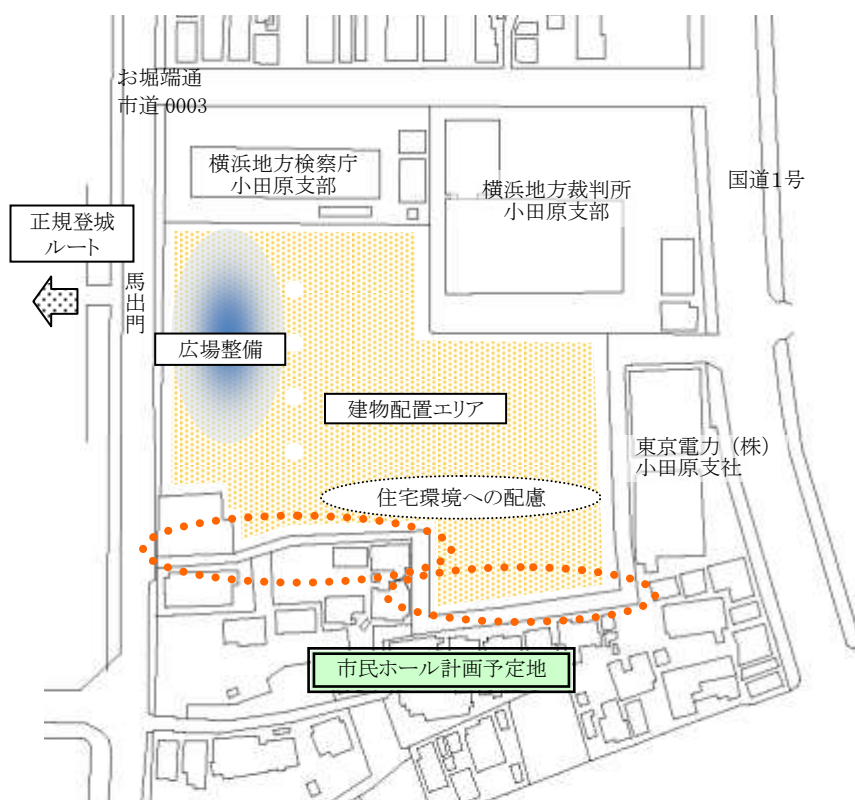 お堀端通
市道 0003
横浜地方検察庁
小田原支部
横浜地方裁判所
小田原支部
国道1号
正規登城
ルート
馬出門
広場整備
建物配置エリア
東京電力（株）
小田原支社
住宅環境への配慮
市民ホール計画予定地